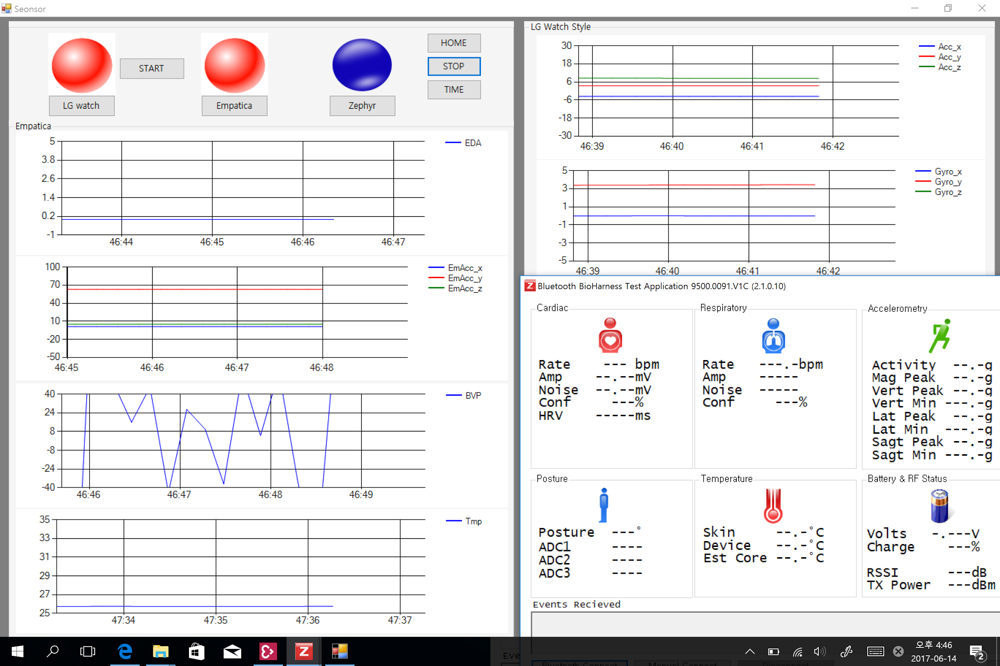 Seonsor
START
LG watch
Empatica
Zephyr
HOME
STOP
TIME
Empatica
5
3.8
2.6
1.4
0.2
-1
46:44 46:45 46:46 46:47
EDA
100
70
40
10
-20
-50
46:45 46:46 46:47 46:48
EmAcc_x
EmAcc_y
EmAcc_z
40
24
8
-8
-24
-40
46:46 46:47 46:48 46:49
BVP
35
33
31
29
27
25
47:34 47:35 47:36 47:37
Tmp
LG Watch Style
30
18
6
-6
-18
-30
46:39 46:40 46:41 46:42
Acc_x
Acc_y
Acc_z
5
3
1
-1
-3
-5
46:39 46:40 46:41 46:42
Gyro_x
Gyro_y
Gyro_z
Z Bluetooth BioHarness Test Application 9500.0091.V1C (2.1.0.10)
Cardiac
Rate --- bpm
Amp --.--mV
Noise --.--mV
Conf ---%
HRV -----ms
Respiratory
Rate ---.-bpm
Amp -----
Noise -----
Conf ---%
Accelerometry
Activity --.-g
Mag Peak --.-g
Vert Peak --.-g
Vert Min ---.-g
Lat Peak --.-g
Lat Min ---.-g
Sagt Peak --.-g
Sagt Min ---.-g
Posture
Posture ---°
ADC1 ----
ADC2 ----
ADC3 ----
Temperature
Skin --.-°C
Device --.-°C
Est Core --.-°C
Battery & RF Status
Volts -.---V
Charge ---%
RSSI ---dB
TX Power ---dBm
Events Recieved
Z
오후 4:46
2017-06-14
2